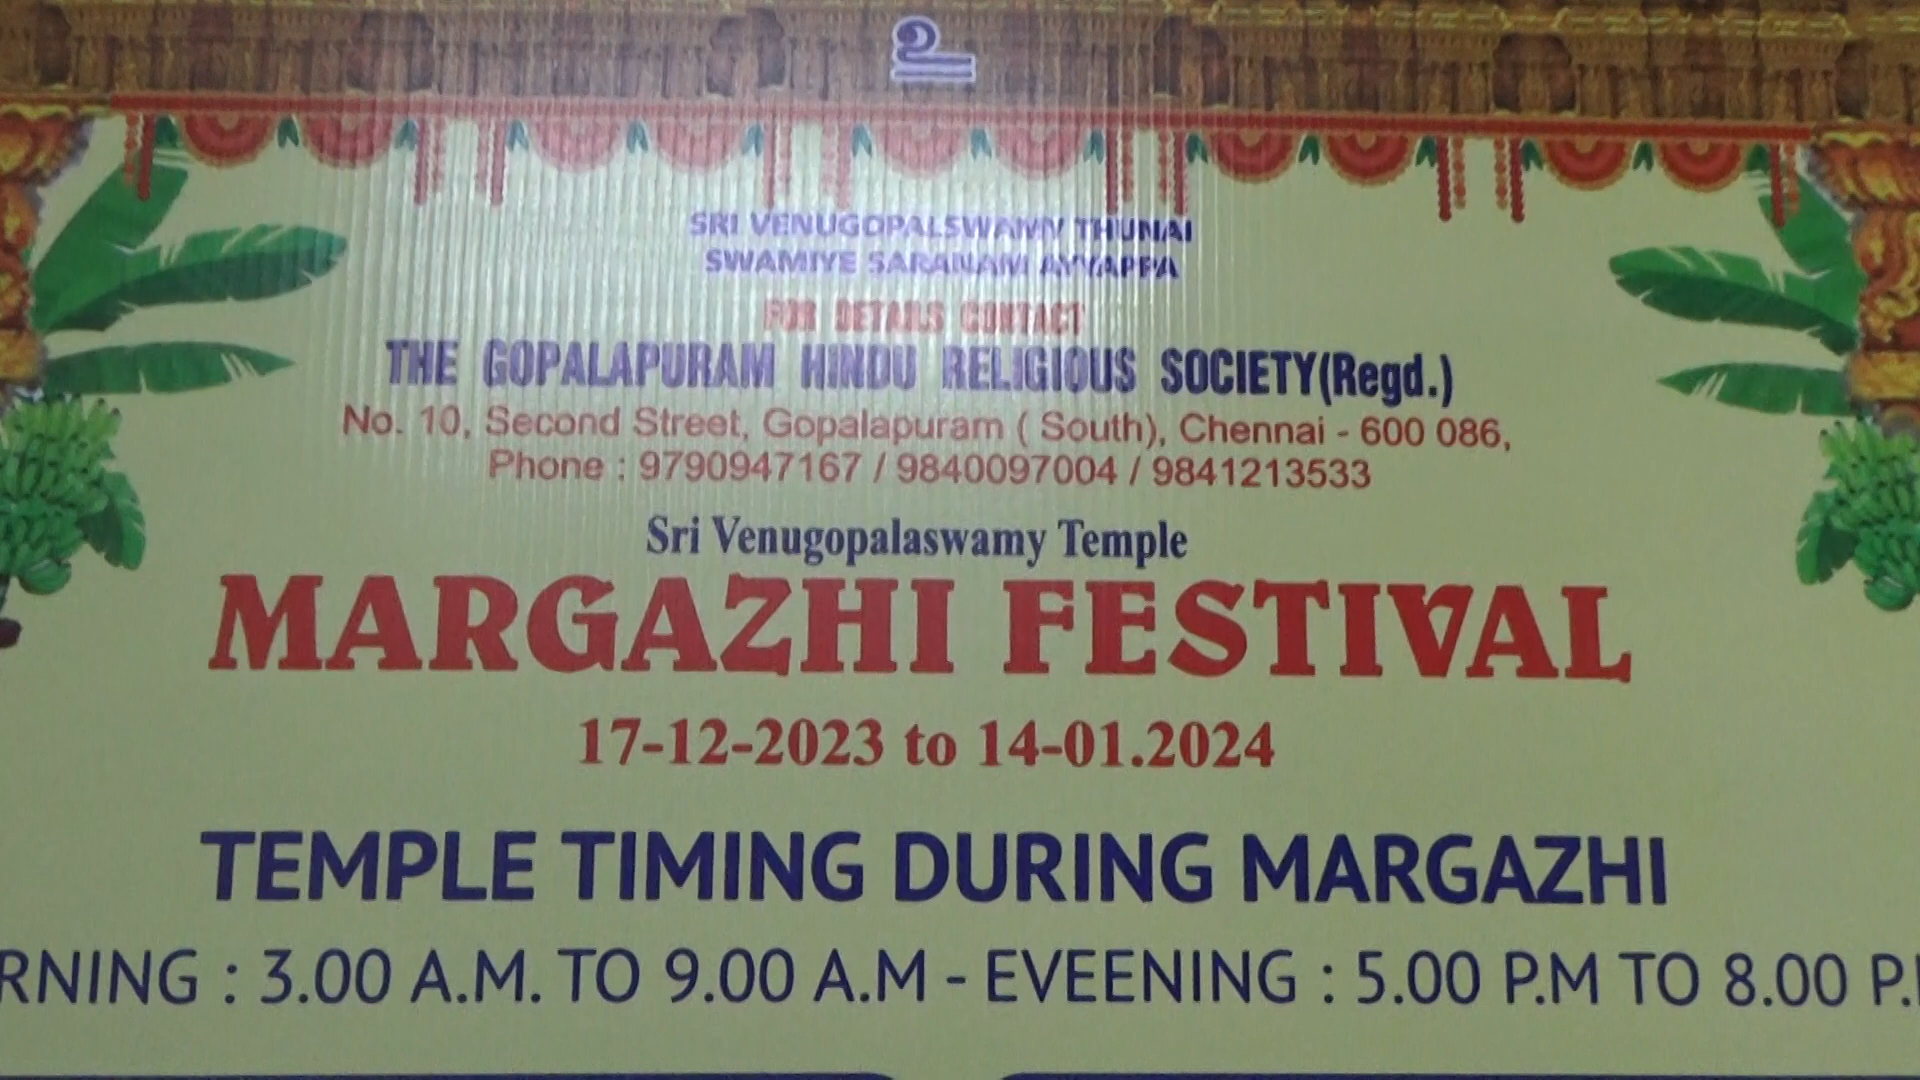 உ
SRI VENUGOPALSWAMY THUNAI
SWAMIYE SARANAM AYYAPPA
FOR DETAILS CONTACT
THE GOPALAPURAM HINDU RELIGIOUS SOCIETY(Regd.)
No. 10, Second Street, Gopalapuram ( South), Chennai - 600 086,
Phone : 9790947167 / 9840097004 / 9841213533
Sri Venugopalaswamy Temple
MARGAZHI FESTIVAL
17-12-2023 to 14-01.2024
TEMPLE TIMING DURING MARGAZHI
RNING : 3.00 A.M. TO 9.00 A.M - EVEENING : 5.00 P.M TO 8.00 P.